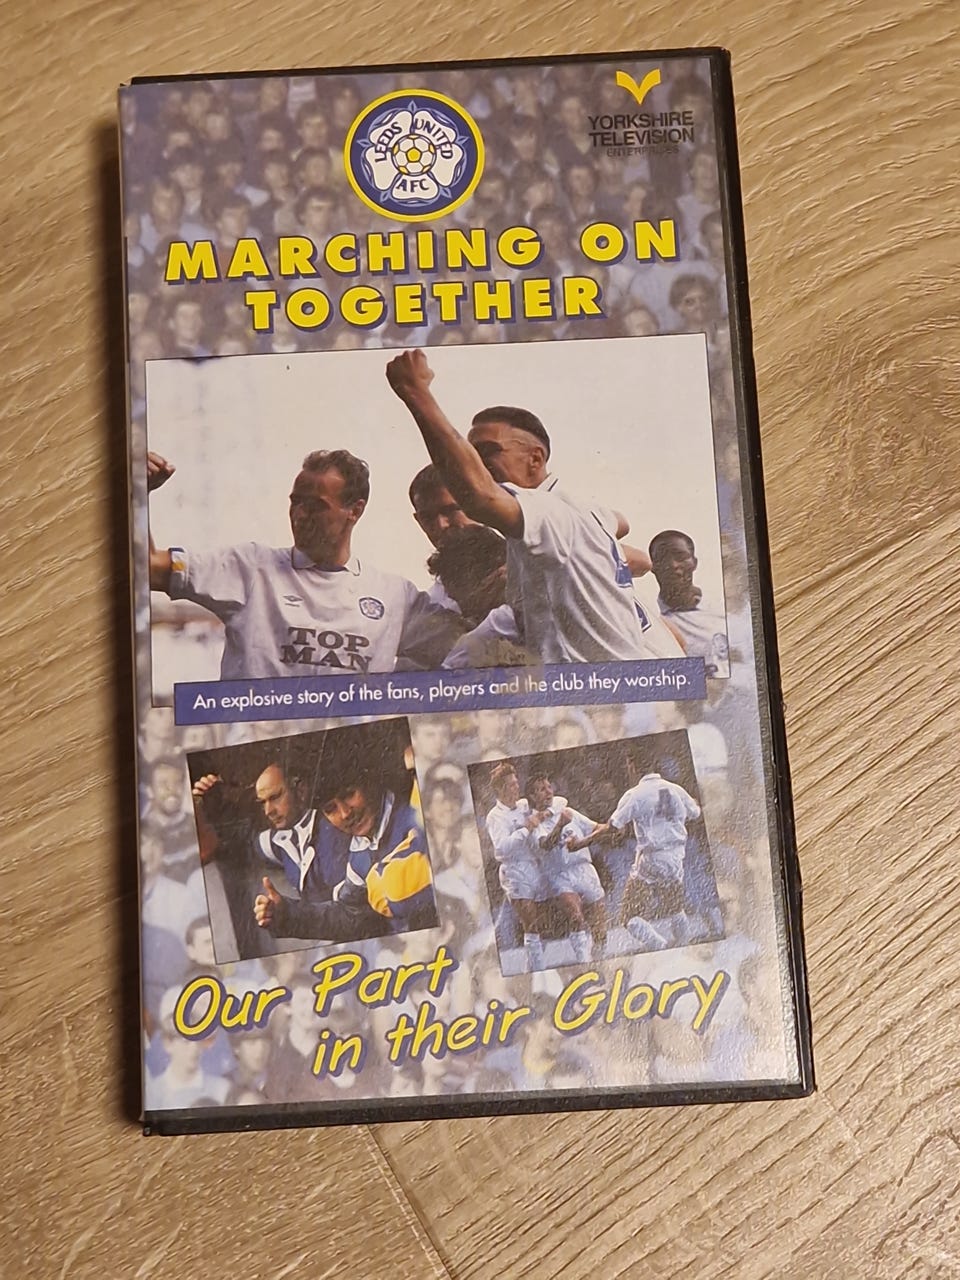 LEEDS UNITED
AFC
YORKSHIRE
TELEVISION
ENTERPRISES
MARCHING ON
TOGETHER
TOP
MAN
An explosive story of the fans, players and the club they worship.
4
Our Part
in their Glory